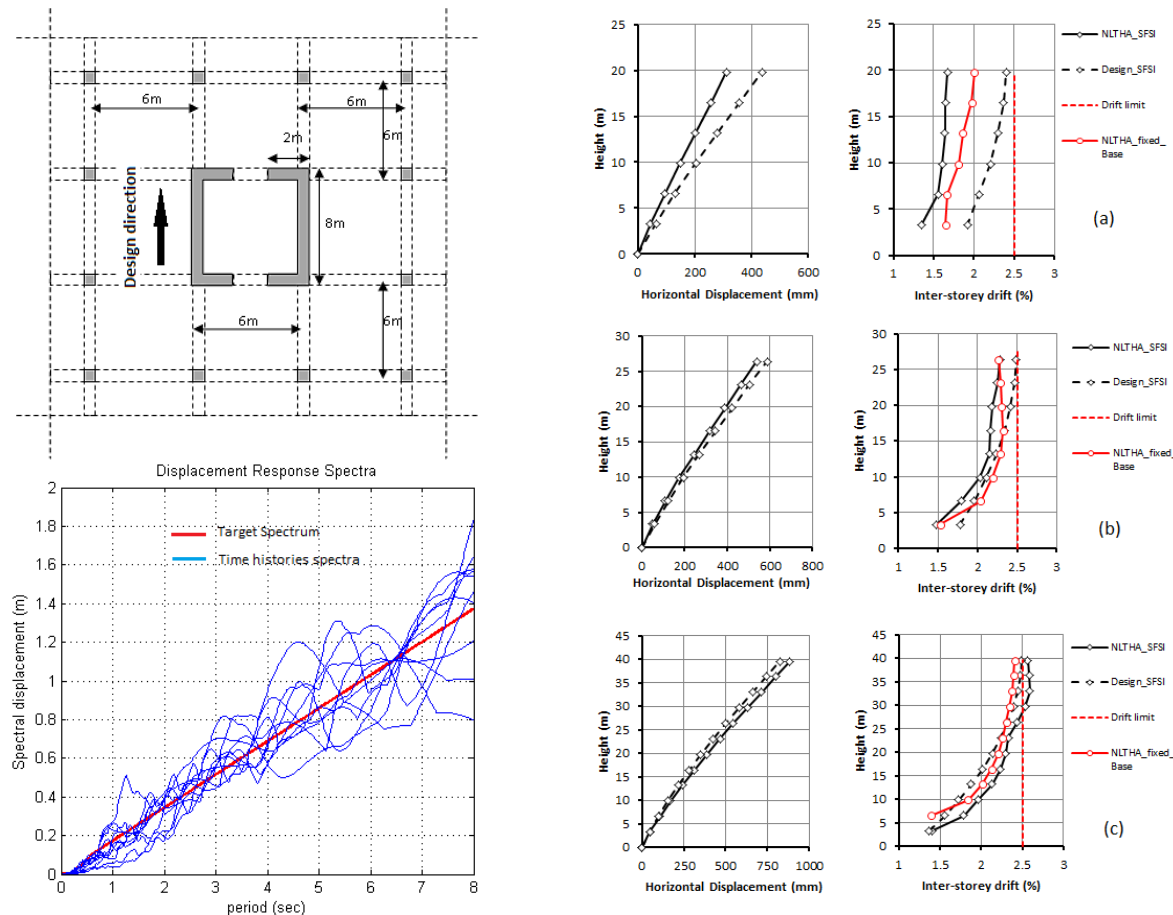 6m
6m
6m
2m
Design direction
8m
6m
6m
Displacement Response Spectra
Target Spectrum
Time histories spectra
Spectral displacement (m)
2
1.8
1.6
1.4
1.2
1
0.8
0.6
0.4
0.2
0
0 1 2 3 4 5 6 7 8
period (sec)
Height (m)
25
20
15
10
5
0
0 200 400 600
Horizontal Displacement (mm)
Height (m)
25
20
15
10
5
0
1 1.5 2 2.5 3
Inter-storey drift (%)
NLTHA_SFSI
Design_SFSI
Drift limit
NLTHA_fixed_
Base
(a)
Height (m)
30
25
20
15
10
5
0
0 200 400 600 800
Horizontal Displacement (mm)
Height (m)
30
25
20
15
10
5
0
1 1.5 2 2.5 3
Inter-storey drift (%)
NLTHA_SFSI
Design_SFSI
Drift limit
NLTHA_fixed_
Base
(b)
Height (m)
45
40
35
30
25
20
15
10
5
0
0 250 500 750 1000
Horizontal Displacement (mm)
Height (m)
45
40
35
30
25
20
15
10
5
0
1 1.5 2 2.5 3
Inter-storey drift (%)
NLTHA_SFSI
Design_SFSI
Drift limit
NLTHA_fixed_
Base
(c)